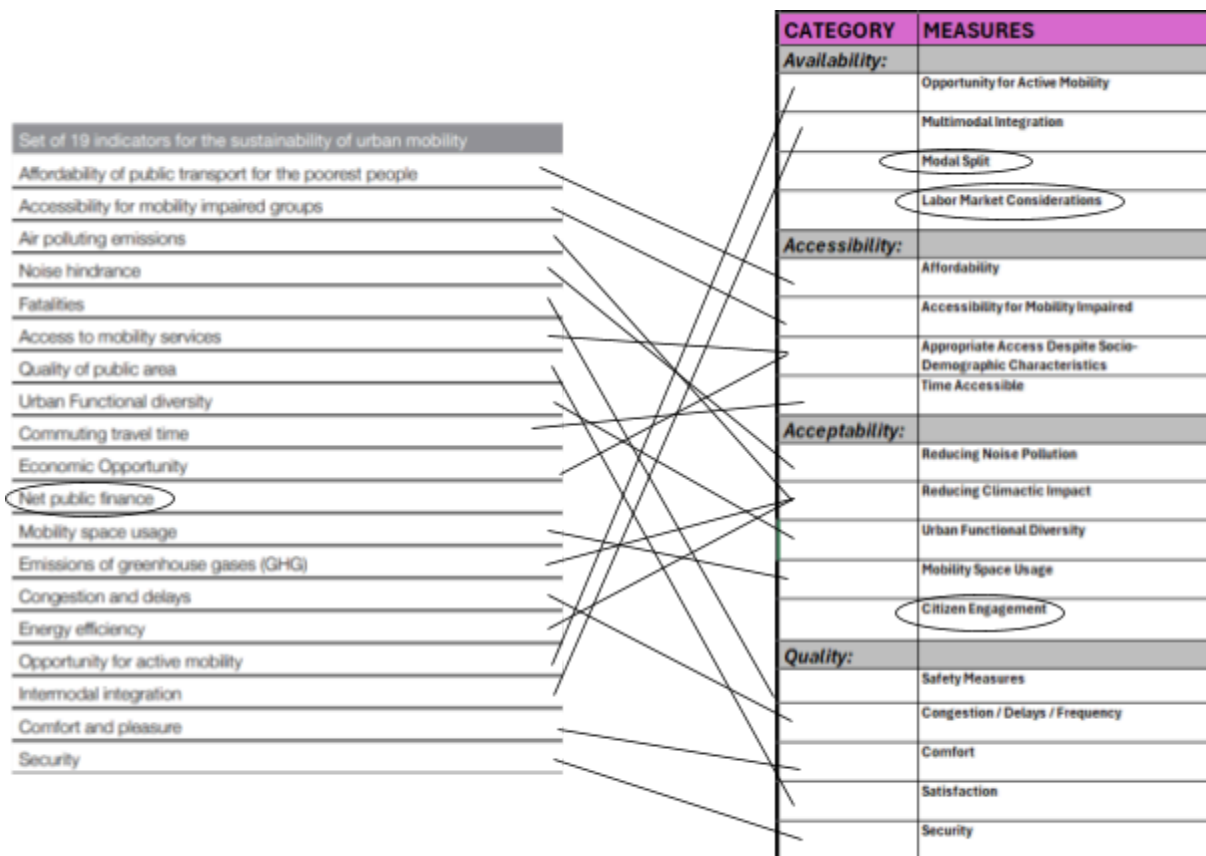 Set of 19 indicators for the sustainability of urban mobility
Affordability of public transport for the poorest people
Accessibility for mobility impaired groups
Air polluting emissions
Noise hindrance
Fatalities
Access to mobility services
Quality of public area
Urban Functional diversity
Commuting travel time
Economic Opportunity
Net public finance
Mobility space usage
Emissions of greenhouse gases (GHG)
Congestion and delays
Energy efficiency
Opportunity for active mobility
Intermodal integration
Comfort and pleasure
Security
CATEGORY MEASURES
Availability:
Opportunity for Active Mobility
Multimodal Integration
Modal Split
Labor Market Considerations
Accessibility:
Affordability
Accessibility for Mobility Impaired
Appropriate Access Despite Socio-
Demographic Characteristics
Time Accessible
Acceptability:
Reducing Noise Pollution
Reducing Climactic Impact
Urban Functional Diversity
Mobility Space Usage
Citizen Engagement
Quality:
Safety Measures
Congestion / Delays / Frequency
Comfort
Satisfaction
Security